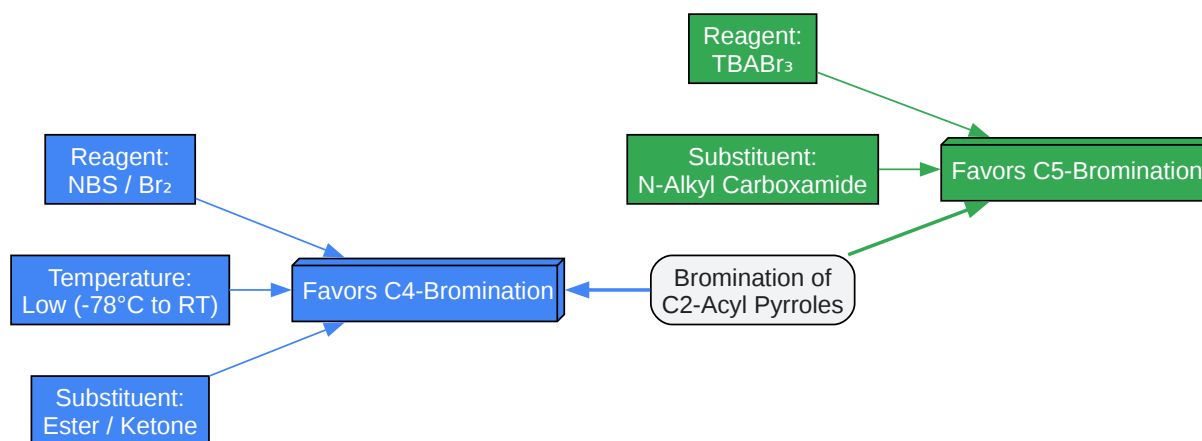 Reagent:
TBABr₃
Reagent:
NBS / Br₂
Substituent:
N-Alkyl Carboxamide
Favors C5-Bromination
Temperature:
Low (-78°C to RT)
Favors C4-Bromination
Bromination of
C2-Acyl Pyrroles
Substituent:
Ester / Ketone